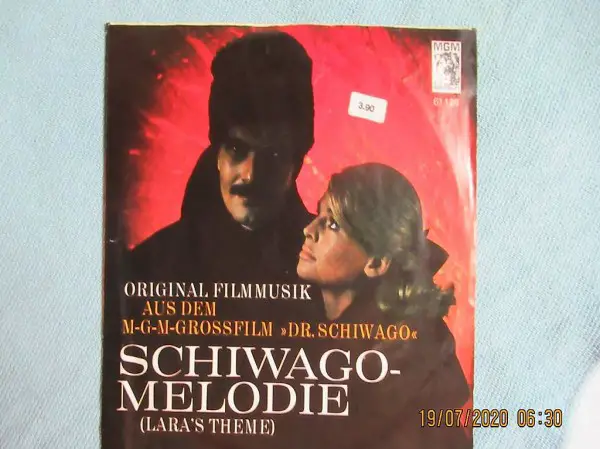 MGM
3.90
ORIGINAL FILMMUSIK
AUS DEM
M-G-M-GROSSFILM »DR. SCHIWAGO«
SCHIWAGO-
MELODIE
(LARA'S THEME)
19/07/2020 06:30